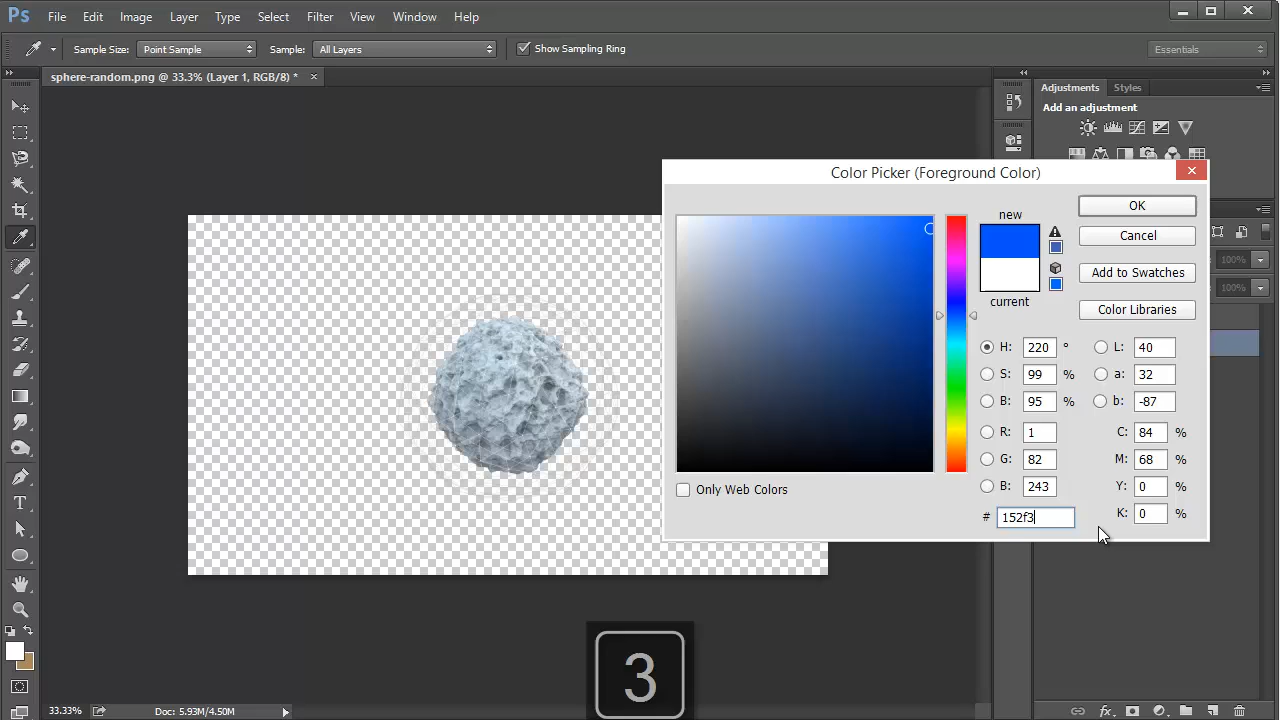 Ps File Edit Image Layer Type Select Filter View Window Help
Sample Size: Point Sample Sample: All Layers Show Sampling Ring Essentials
sphere-random.png @ 33.3% (Layer 1, RGB/8) * ×
Adjustments Styles
Add an adjustment
Color Picker (Foreground Color)
new
current
OK
Cancel
Add to Swatches
Color Libraries
100%
100%
H: 220 ° L: 40
S: 99 % a: 32
B: 95 % b: -87
R: 1 C: 84 %
G: 82 M: 68 %
B: 243 Y: 0 %
# 152f3 K: 0 %
Only Web Colors
T
3
33.33% Doc: 5.93M/4.50M
fx